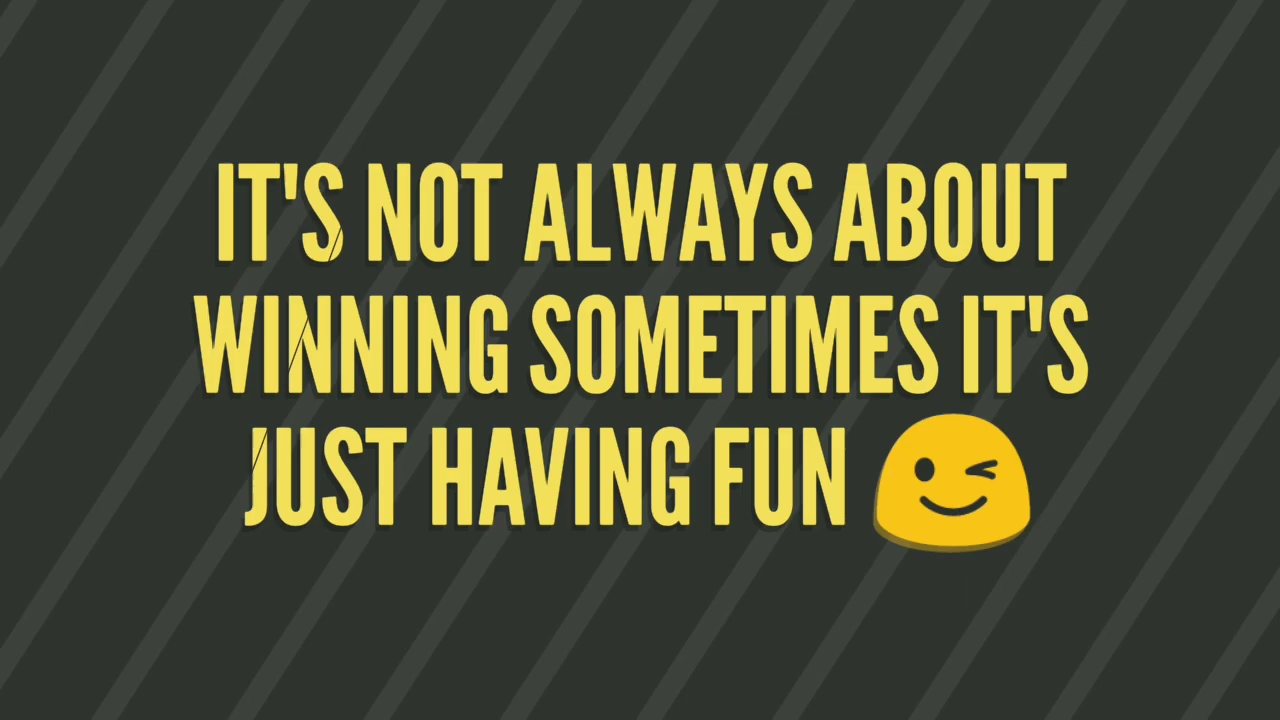 IT'S NOT ALWAYS ABOUT
WINNING SOMETIMES IT'S
JUST HAVING FUN 😉